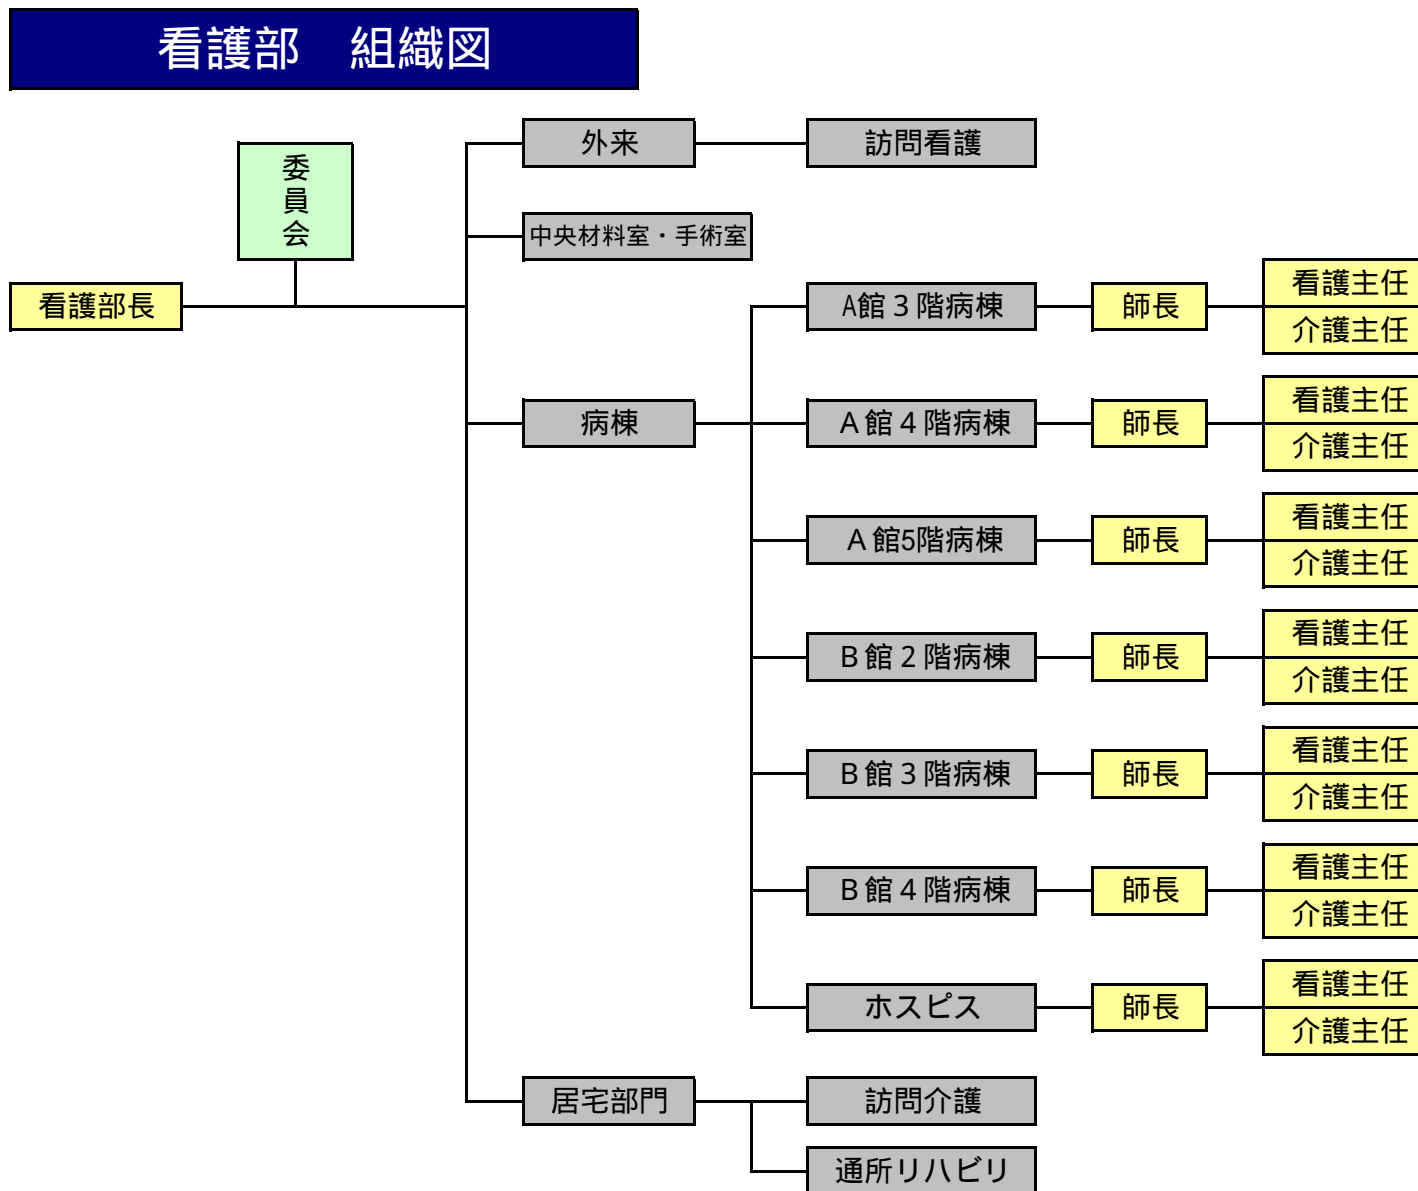 看護部　組織図
外来
訪問看護
委員会
中央材料室・手術室
看護部長
A館３階病棟
師長
看護主任
介護主任
病棟
Ａ館４階病棟
師長
看護主任
介護主任
Ａ館5階病棟
師長
看護主任
介護主任
Ｂ館２階病棟
師長
看護主任
介護主任
Ｂ館３階病棟
師長
看護主任
介護主任
Ｂ館４階病棟
師長
看護主任
介護主任
ホスピス
師長
看護主任
介護主任
居宅部門
訪問介護
通所リハビリ